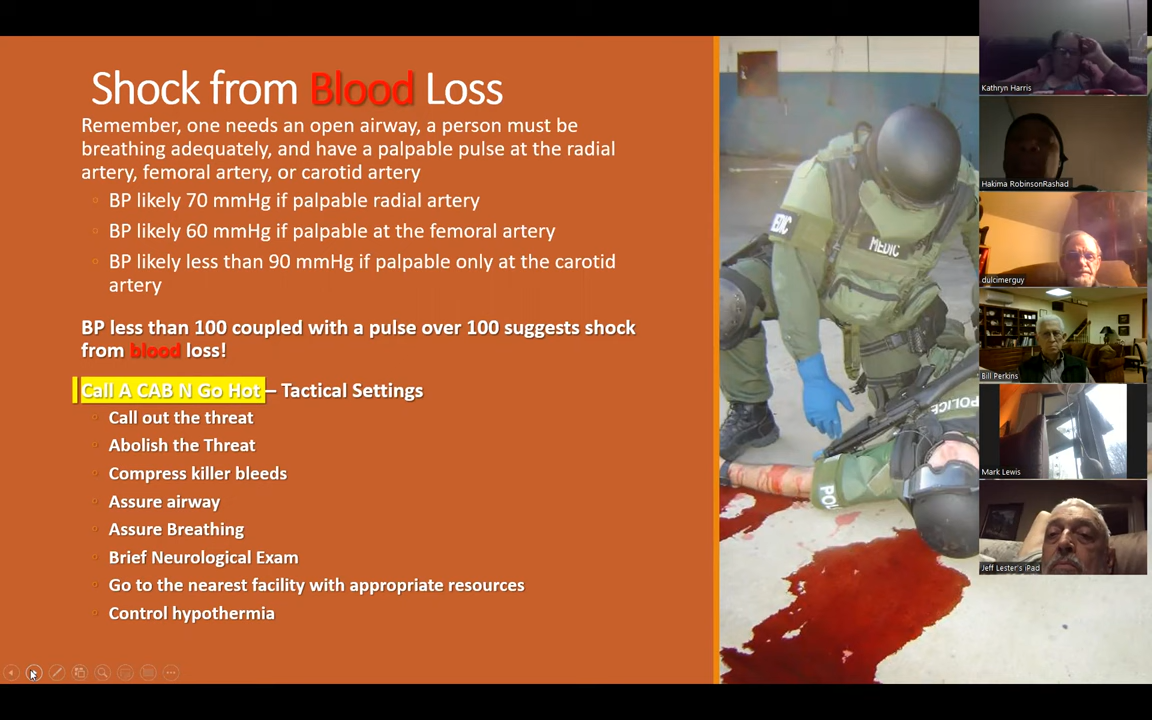 Shock from Blood Loss
Remember, one needs an open airway, a person must be
breathing adequately, and have a palpable pulse at the radial
artery, femoral artery, or carotid artery
BP likely 70 mmHg if palpable radial artery
BP likely 60 mmHg if palpable at the femoral artery
BP likely less than 90 mmHg if palpable only at the carotid
artery
BP less than 100 coupled with a pulse over 100 suggests shock
from blood loss!
Call A CAB N Go Hot – Tactical Settings
Call out the threat
Abolish the Threat
Compress killer bleeds
Assure airway
Assure Breathing
Brief Neurological Exam
Go to the nearest facility with appropriate resources
Control hypothermia
MEDIC
MEDIC
POLICE
POL
Kathryn Harris
Hakima RobinsonRashad
dulcimerguy
Bill Perkins
Mark Lewis
Jeff Lester's iPad